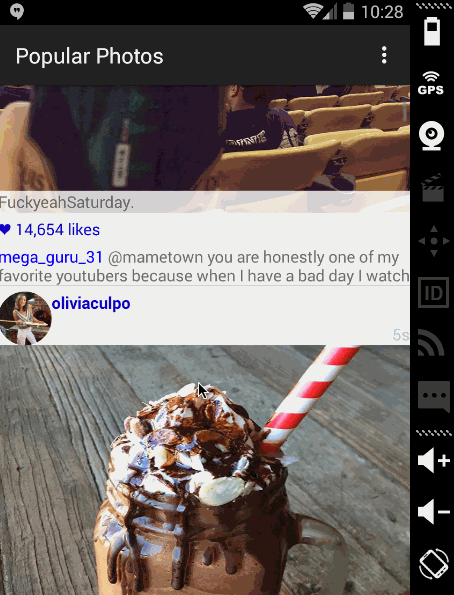 10:28
Popular Photos
GPS
FuckyeahSaturday.
14,654 likes
mega_guru_31 @mametown you are honestly one of my
favorite youtubers because when I have a bad day I watch
oliviaculpo
5s
ID